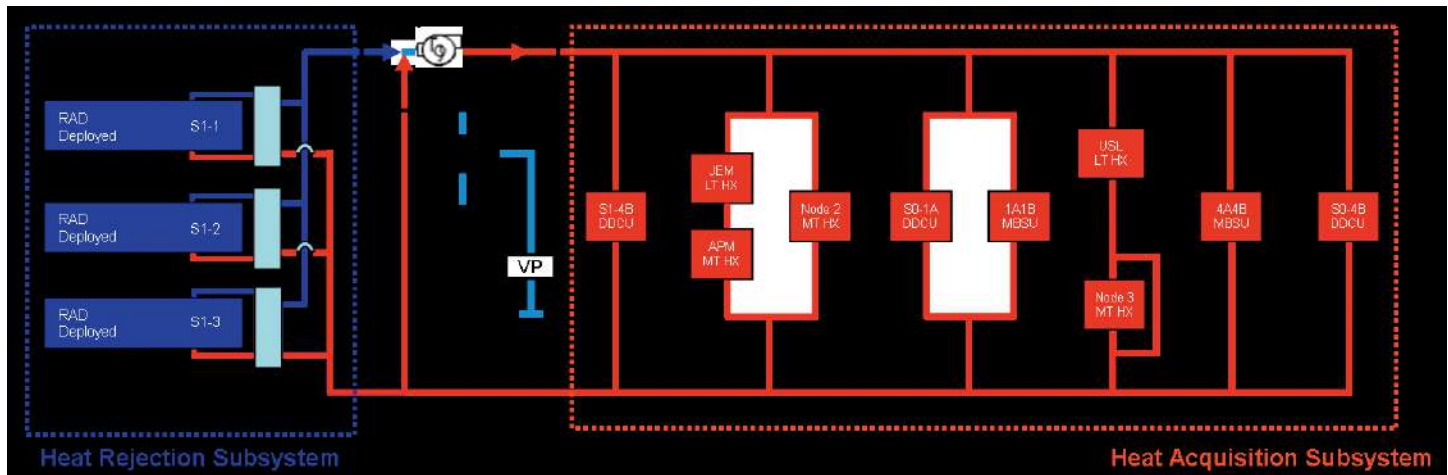 RAD
Deployed
S1-1
RAD
Deployed
S1-2
RAD
Deployed
S1-3
VP
S1-4B
DDCU
JEM
LT HX
APM
MT HX
Node 2
MT HX
S0-1A
DDCU
1A1B
MBSU
USL
LT HX
Node 3
MT HX
4A4B
MBSU
S0-4B
DDCU
Heat Rejection Subsystem
Heat Acquisition Subsystem